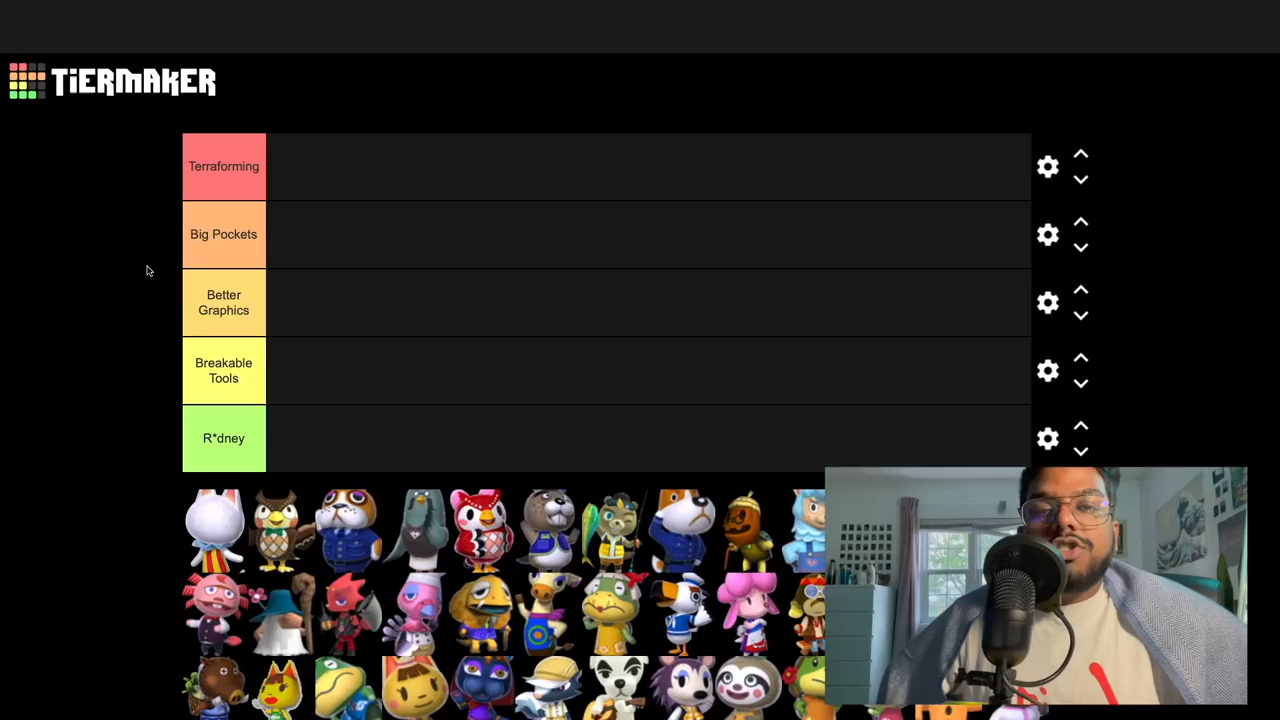 TiERMAKER
Terraforming
Big Pockets
Better
Graphics
Breakable
Tools
R*dney